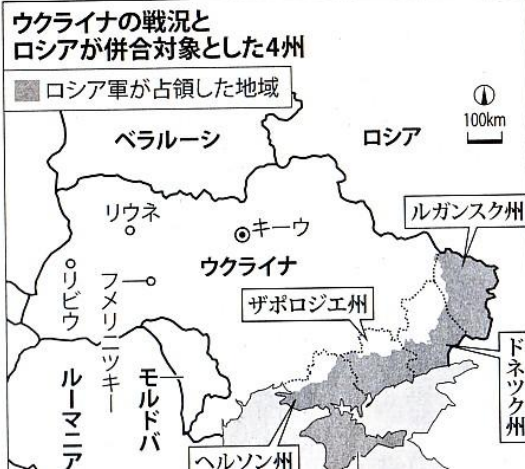 ウクライナの戦況と
ロシアが併合対象とした4州
ロシア軍が占領した地域
100km
ベラルーシ
ロシア
リウネ
キーウ
ルガンスク州
ウクライナ
リビウ
フメリニツキー
ザポロジエ州
ドネツク州
ルーマニア
モルドバ
ヘルソン州